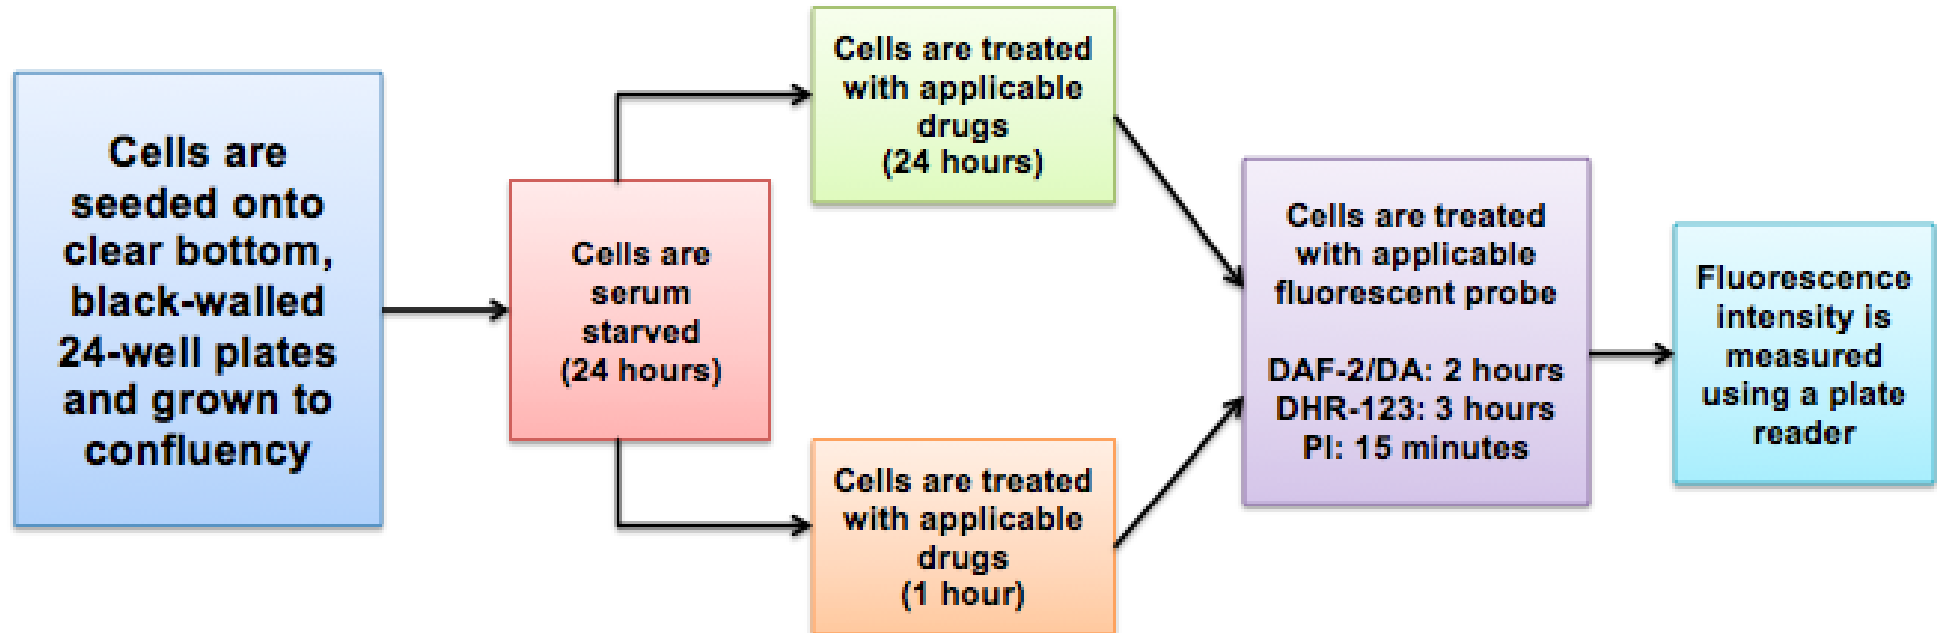 Cells are
seeded onto
clear bottom,
black-walled
24-well plates
and grown to
confluency
Cells are
serum
starved
(24 hours)
Cells are treated
with applicable
drugs
(24 hours)
Cells are treated
with applicable
drugs
(1 hour)
Cells are treated
with applicable
fluorescent probe
DAF-2/DA: 2 hours
DHR-123: 3 hours
PI: 15 minutes
Fluorescence
intensity is
measured
using a plate
reader